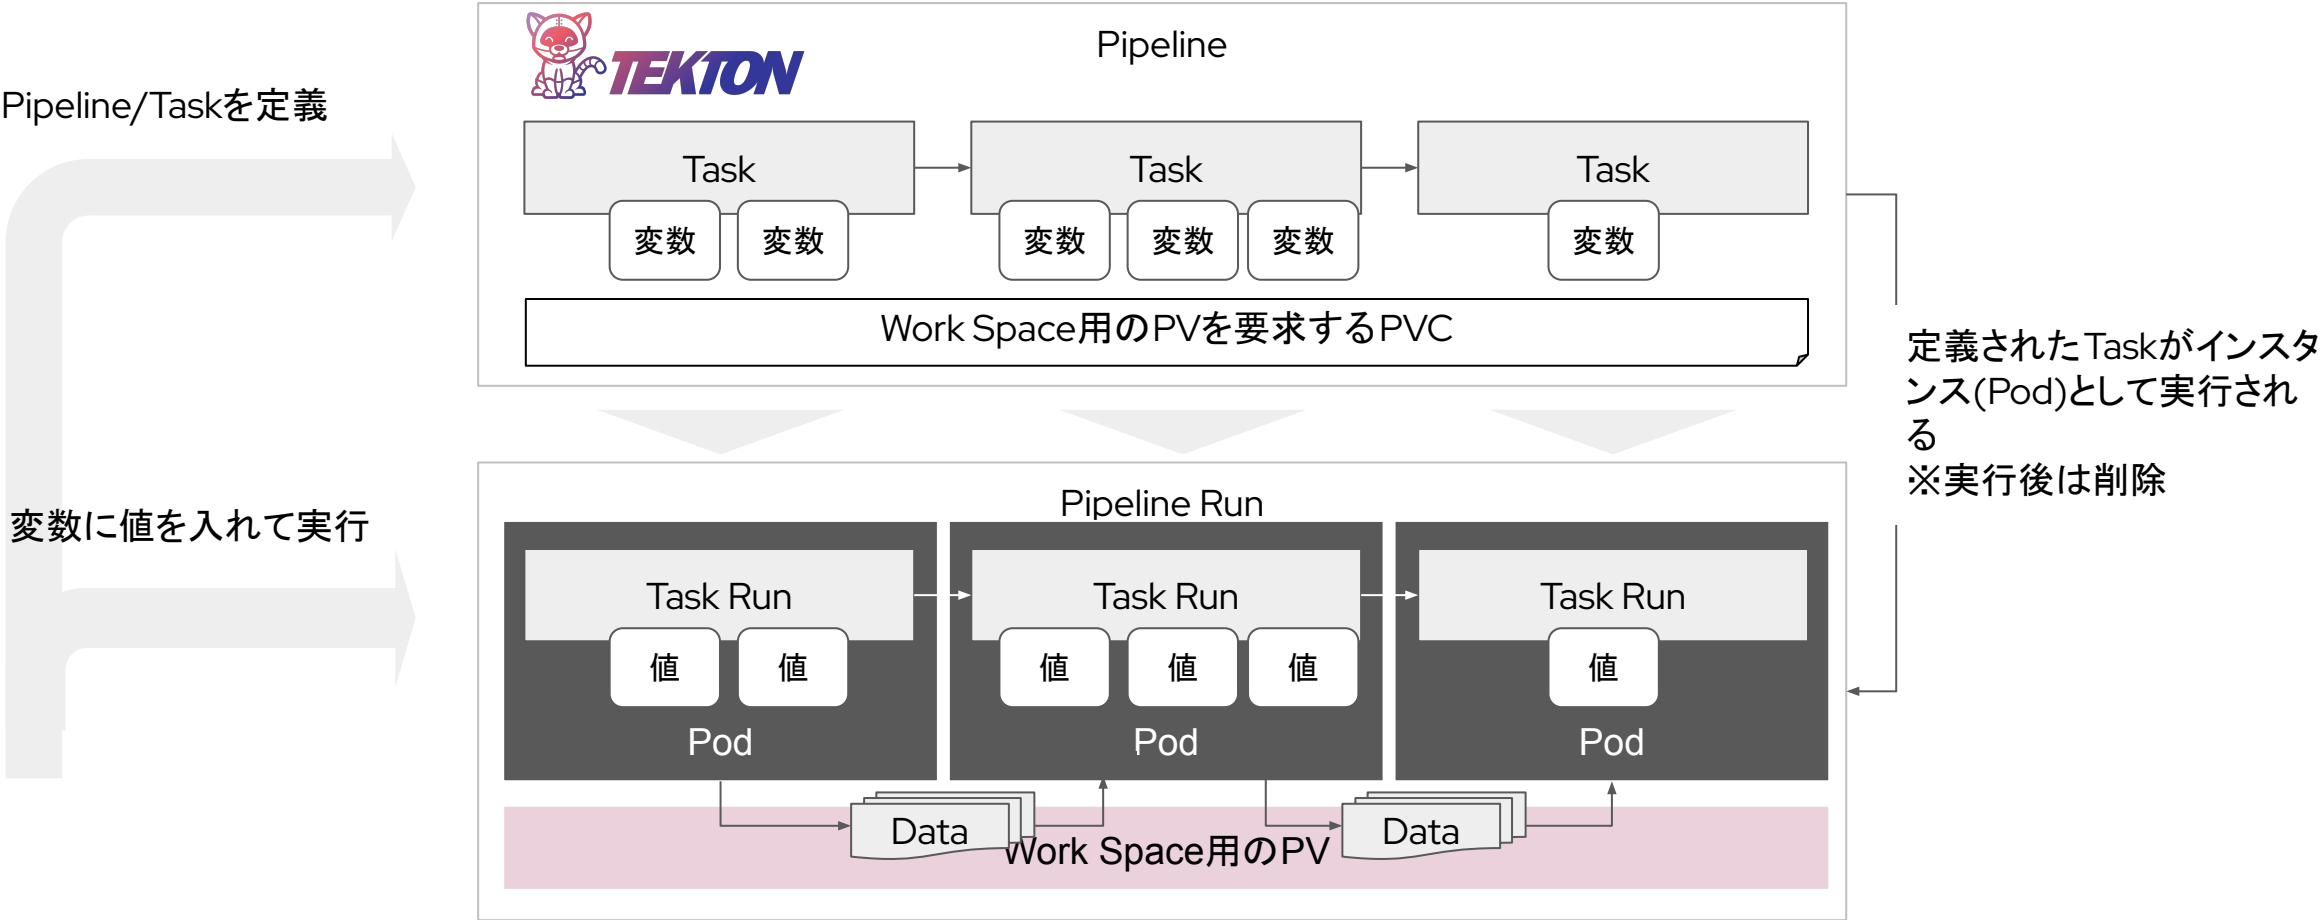 TEKTON
Pipeline
Pipeline/Taskを定義
Task
Task
Task
変数
変数
変数
変数
変数
変数
Work Space用のPVを要求するPVC
定義されたTaskがインスタ
ンス(Pod)として実行され
る
※実行後は削除
変数に値を入れて実行
Pipeline Run
Task Run
Task Run
Task Run
値
値
値
値
値
値
Pod
Pod
Pod
Data
Data
Work Space用のPV